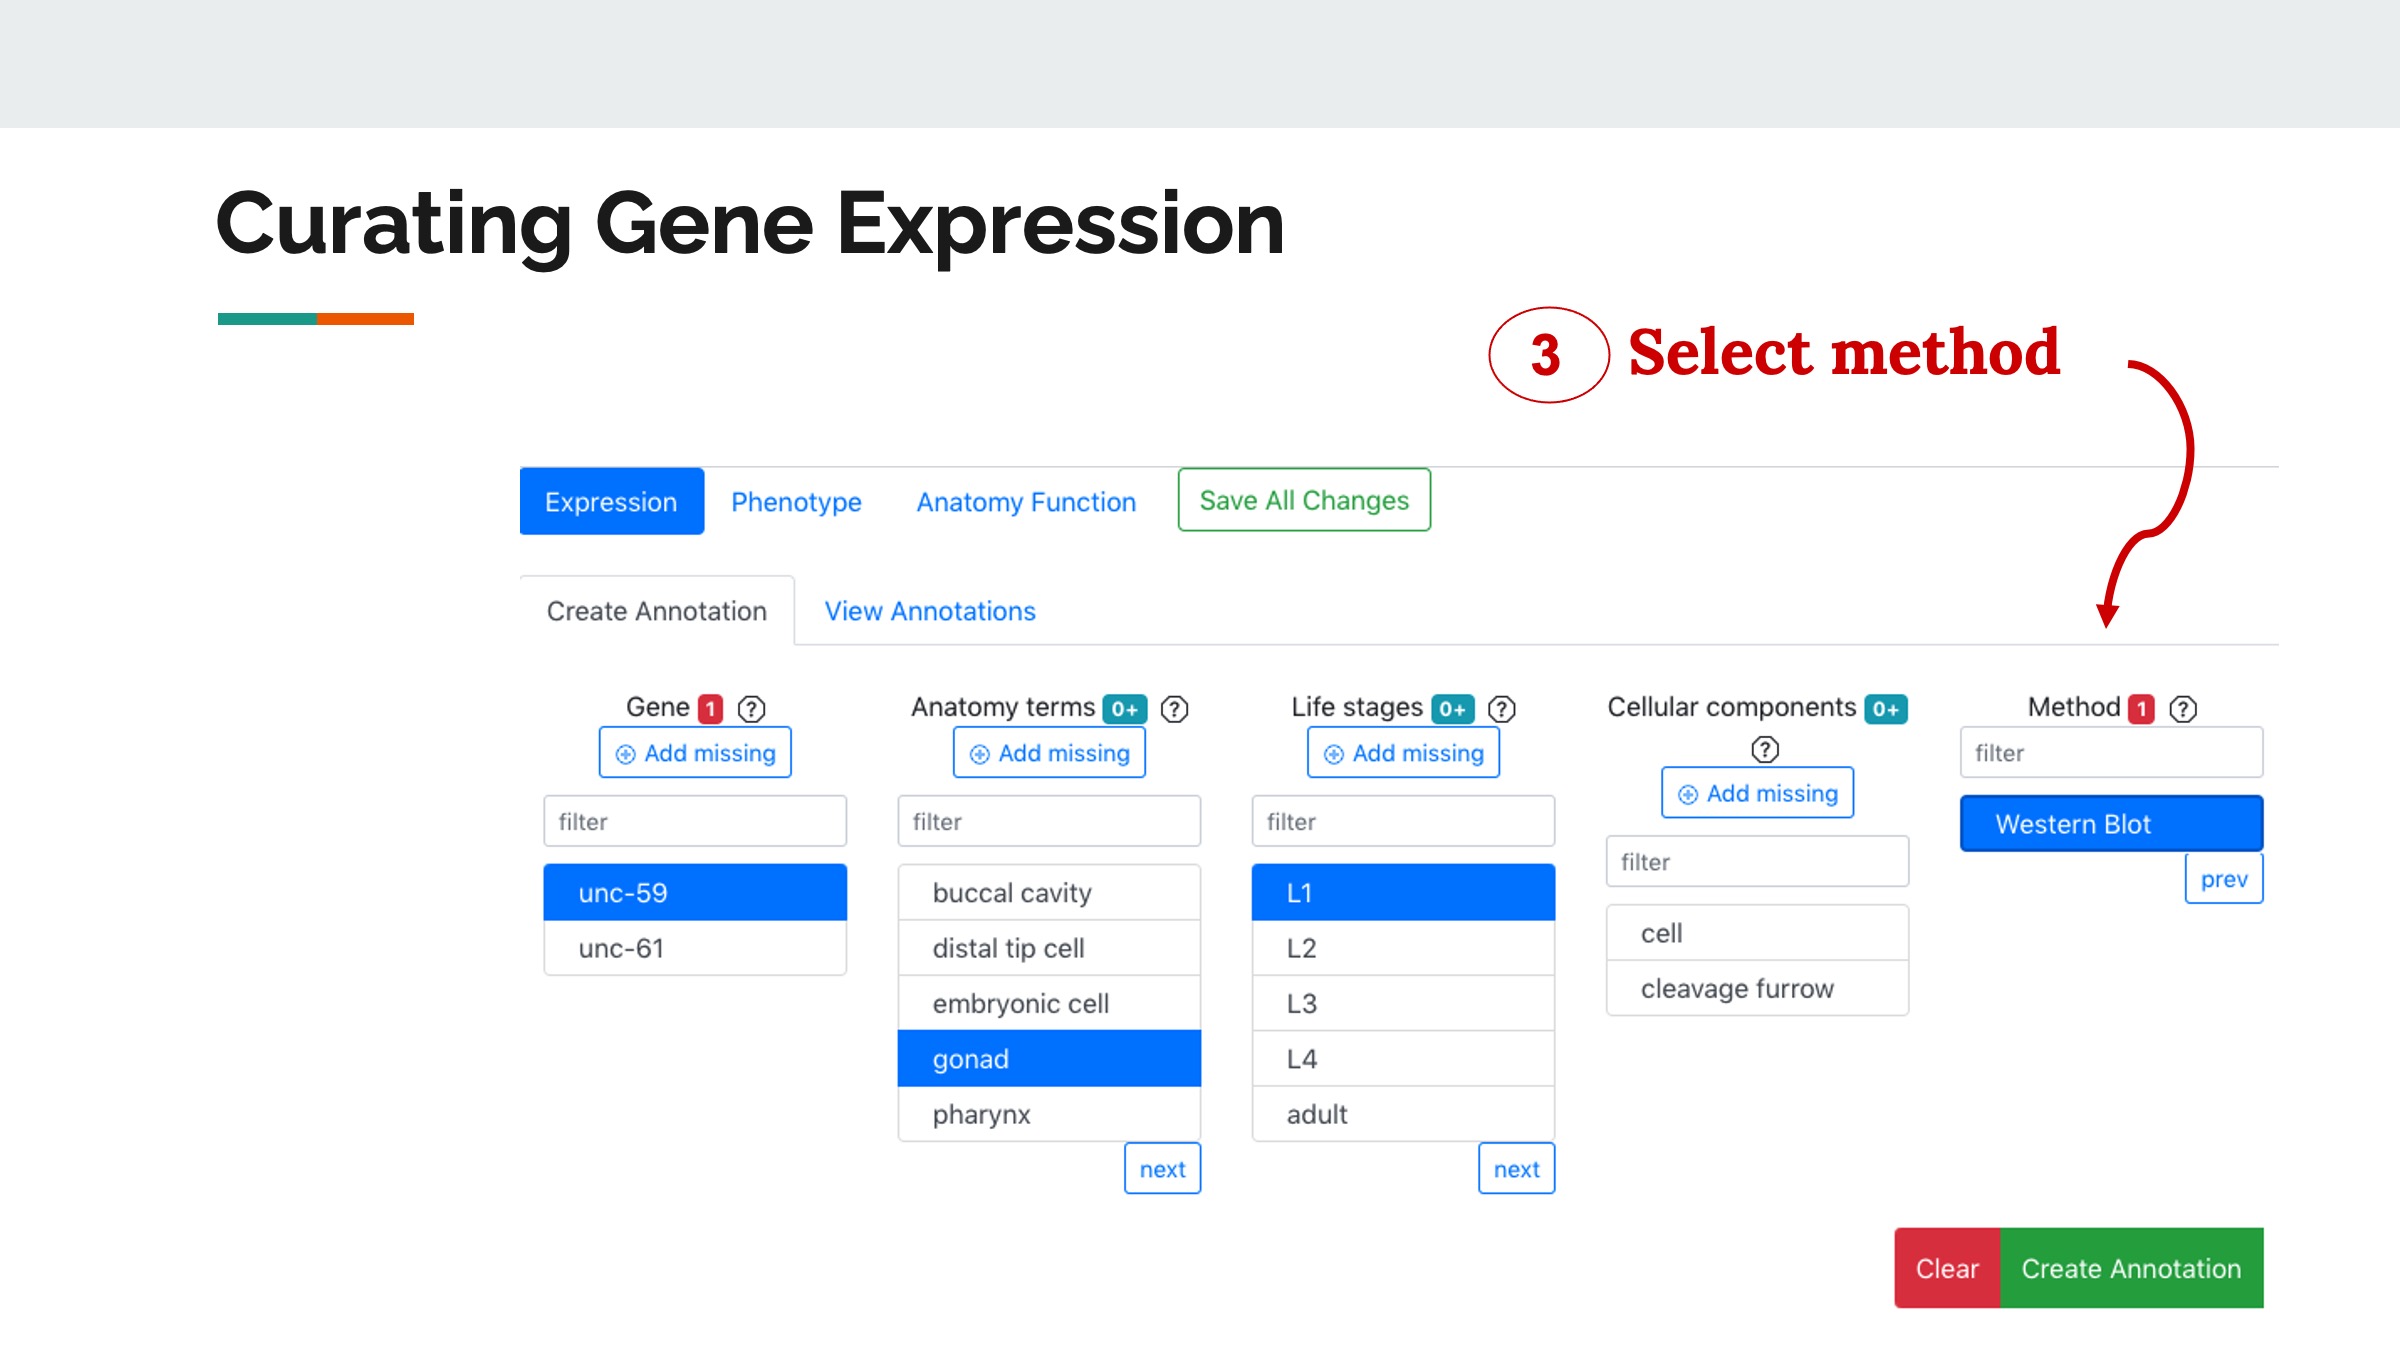 Curating Gene Expression
3 Select method
Expression Phenotype Anatomy Function Save All Changes
Create Annotation View Annotations
Gene 1 ?
Add missing
filter
unc-59
unc-61
Anatomy terms 0+ ?
Add missing
filter
buccal cavity
distal tip cell
embryonic cell
gonad
pharynx
next
Life stages 0+ ?
Add missing
filter
L1
L2
L3
L4
adult
next
Cellular components 0+
?
Add missing
filter
cell
cleavage furrow
Method 1 ?
filter
Western Blot
prev
Clear Create Annotation